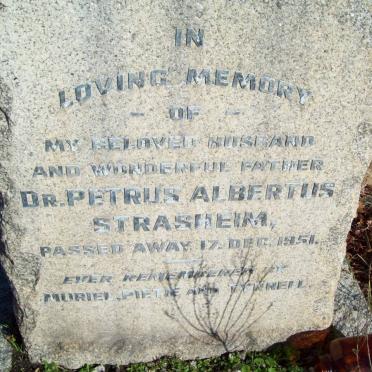 IN
LOVING MEMORY
- OF -
MY BELOVED HUSBAND
AND WONDERFUL FATHER
DR. PETRUS ALBERTUS
STRASHEIM,
PASSED AWAY 17. DEC. 1951.
EVER REMEMBERED BY
MURIEL, PIETIE AND